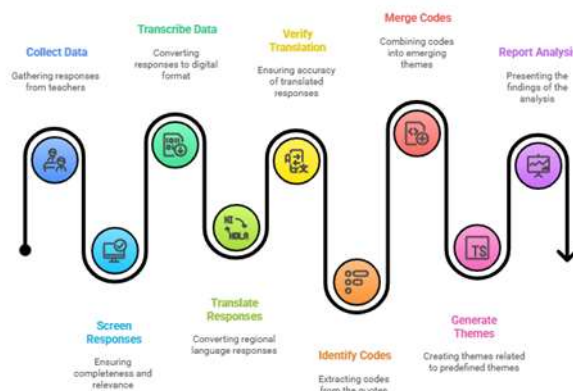 Collect Data
Gathering responses
from teachers
Screen
Responses
Ensuring
completeness and
relevance
Transcribe Data
Converting
responses to digital
format
Translate
Responses
Converting regional
language responses
Verify
Translation
Ensuring accuracy
of translated
responses
Identify Codes
Extracting codes
from the quotes
Merge Codes
Combining codes
into emerging
themes
Generate
Themes
Creating themes related
to predefined themes
Report Analysis
Presenting the
findings of the
analysis
HI
HOLA
TS